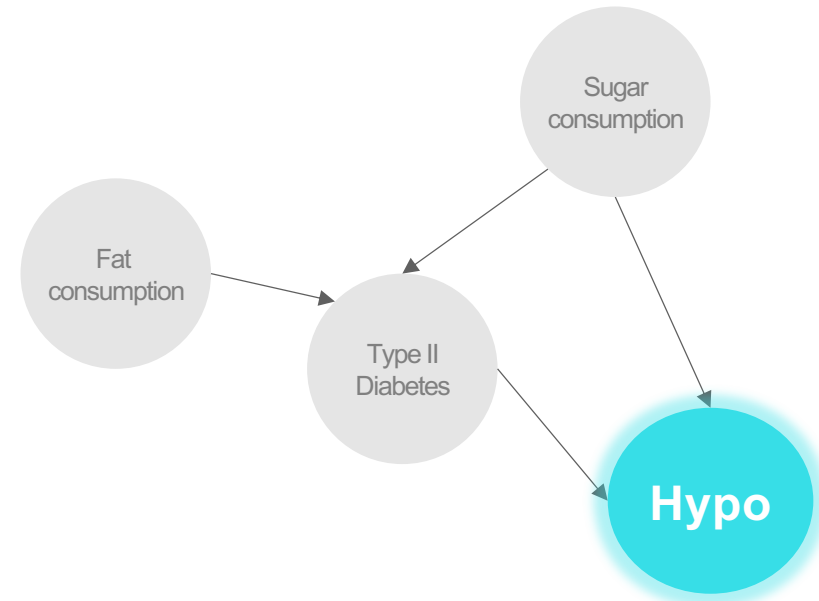 Sugar
consumption
Fat
consumption
Type II
Diabetes
Hypo